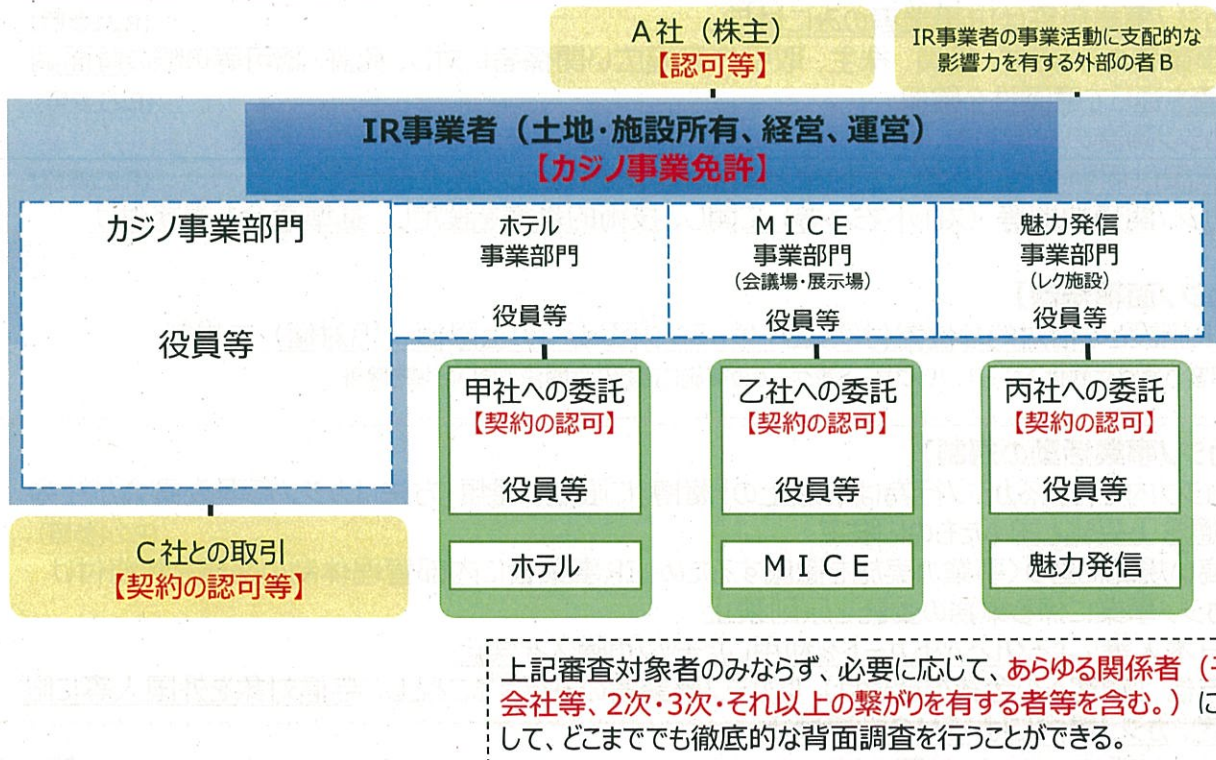 A社（株主）
【認可等】
IR事業者の事業活動に支配的な
影響力を有する外部の者B
IR事業者（土地・施設所有、経営、運営）
【カジノ事業免許】
カジノ事業部門
役員等
ホテル
事業部門
役員等
ＭＩＣＥ
事業部門
（会議場・展示場）
役員等
魅力発信
事業部門
（レク施設）
役員等
甲社への委託
【契約の認可】
役員等
ホテル
乙社への委託
【契約の認可】
役員等
ＭＩＣＥ
丙社への委託
【契約の認可】
役員等
魅力発信
C社との取引
【契約の認可等】
上記審査対象者のみならず、必要に応じて、あらゆる関係者（
会社等、2次・3次・それ以上の繋がりを有する者等を含む。）に
して、どこまででも徹底的な背面調査を行うことができる。